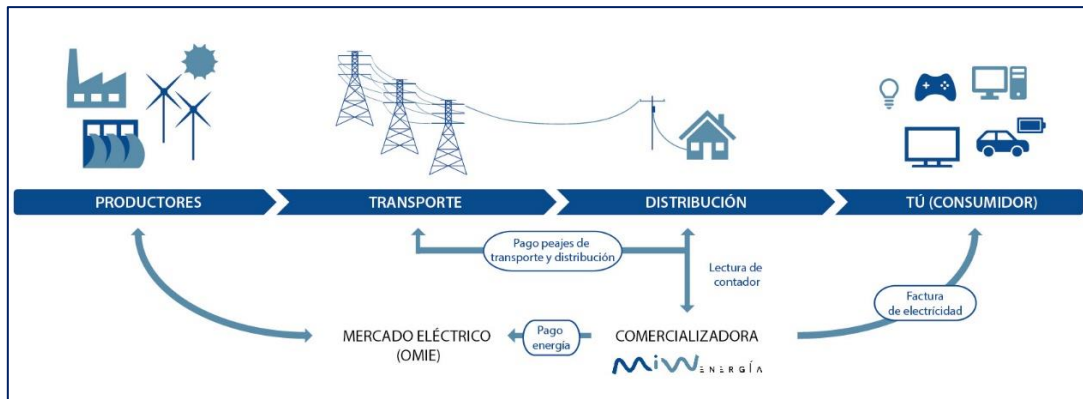 PRODUCTORES
TRANSPORTE
DISTRIBUCIÓN
TÚ (CONSUMIDOR)
Pago peajes de
transporte y distribución
Lectura de
contador
Factura
de electricidad
MERCADO ELÉCTRICO
(OMIE)
Pago
energía
COMERCIALIZADORA
MiW ENERGÍA